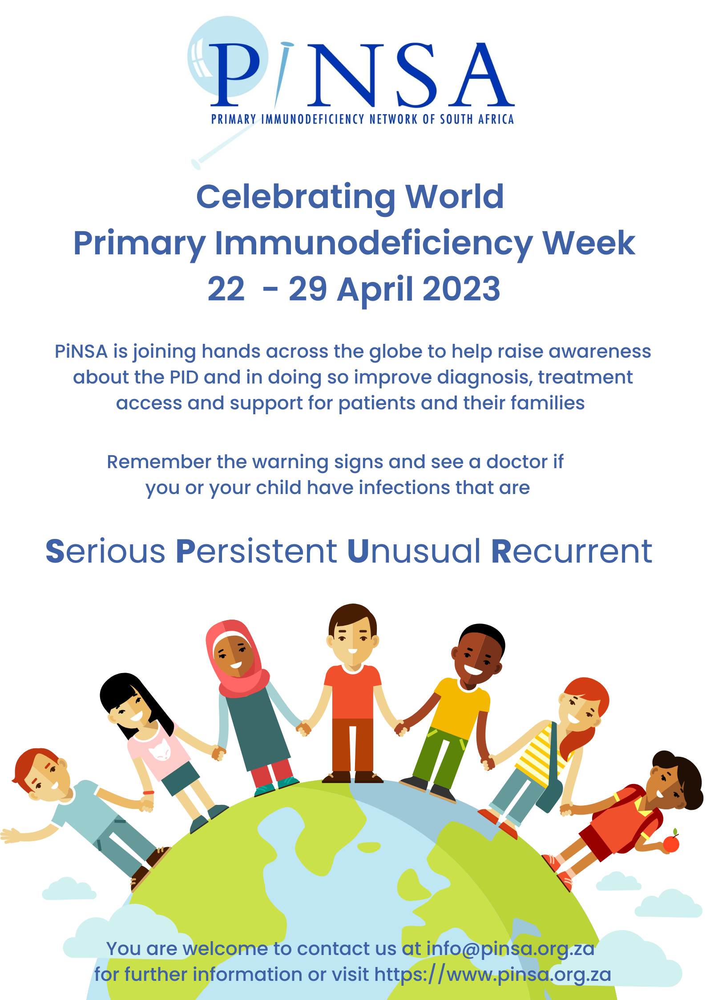 PiNSA
PRIMARY IMMUNODEFICIENCY NETWORK OF SOUTH AFRICA
Celebrating World
Primary Immunodeficiency Week
22 - 29 April 2023
PiNSA is joining hands across the globe to help raise awareness
about the PID and in doing so improve diagnosis, treatment
access and support for patients and their families
Remember the warning signs and see a doctor if
you or your child have infections that are
Serious Persistent Unusual Recurrent
You are welcome to contact us at info@pinsa.org.za
for further information or visit https://www.pinsa.org.za